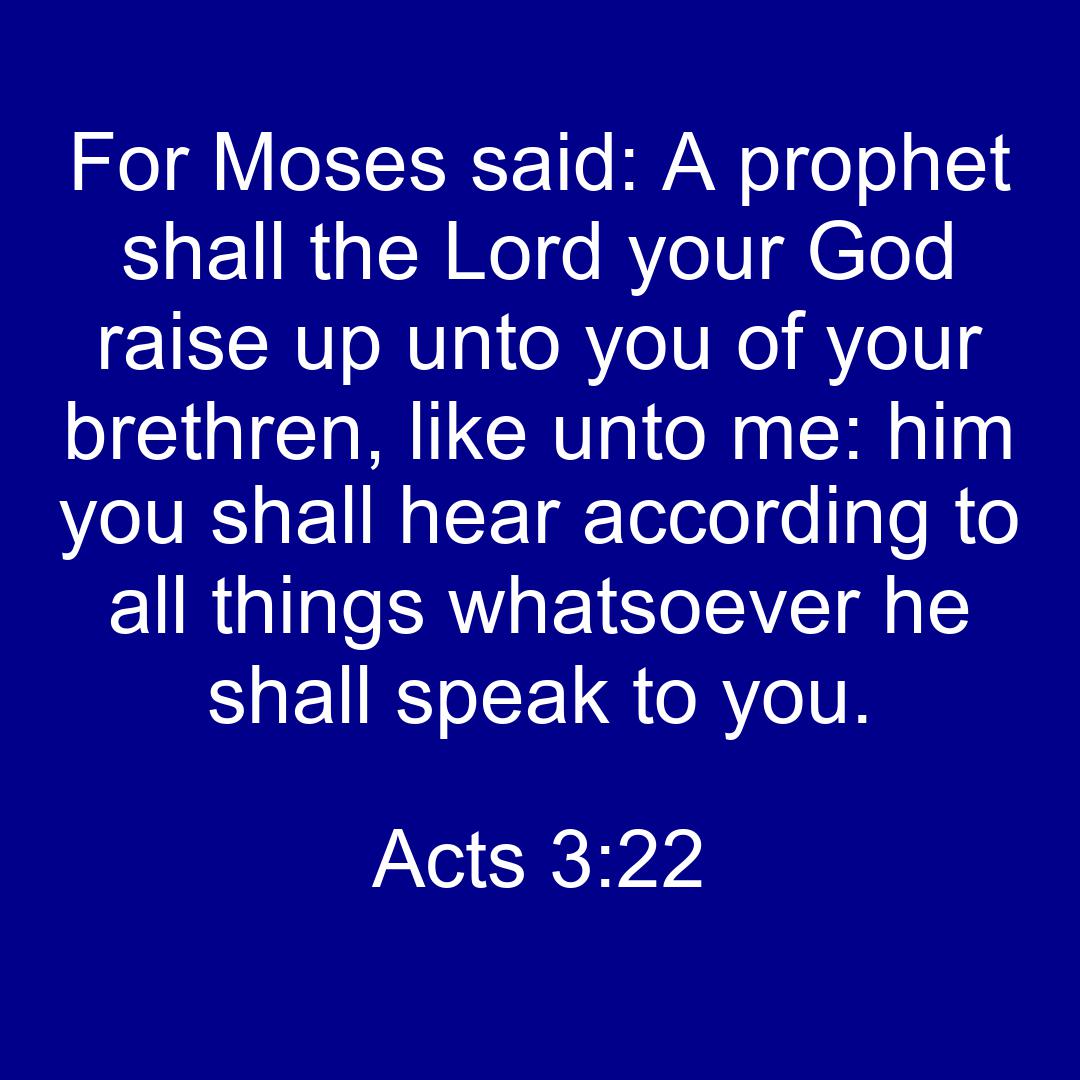 For Moses said: A prophet
shall the Lord your God
raise up unto you of your
brethren, like unto me: him
you shall hear according to
all things whatsoever he
shall speak to you.
Acts 3:22